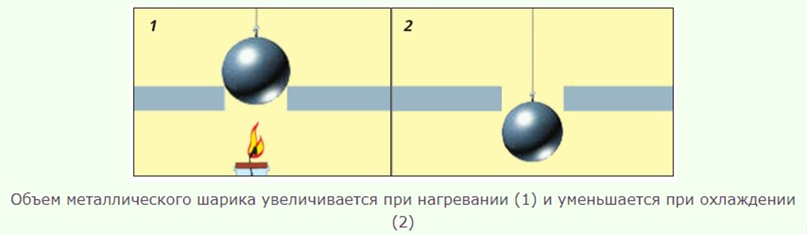 1
2
Объем металлического шарика увеличивается при нагревании (1) и уменьшается при охлаждении
(2)